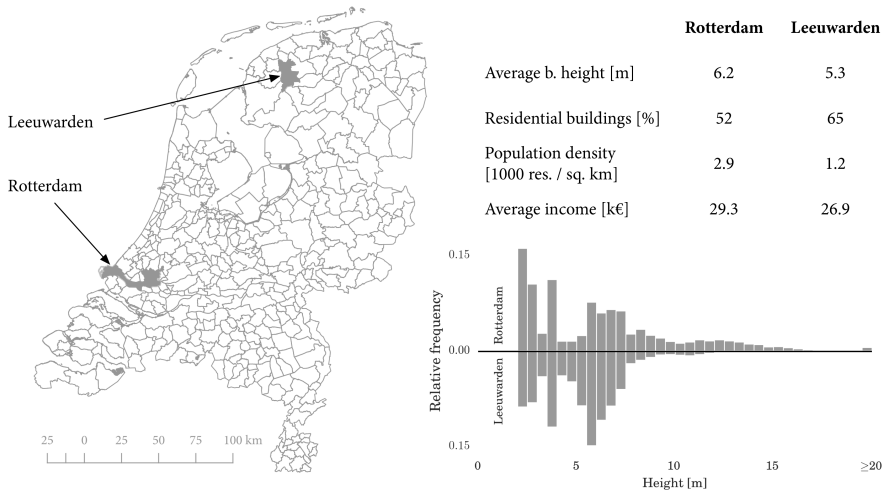 Leeuwarden
Rotterdam
25 0 25 50 75 100 km
Rotterdam Leeuwarden
Average b. height [m] 6.2 5.3
Residential buildings [%] 52 65
Population density
[1000 res. / sq. km] 2.9 1.2
Average income [k€] 29.3 26.9
Relative frequency
0.15
0.00
0.15
Rotterdam
Leeuwarden
0 5 10 15 ≥20
Height [m]